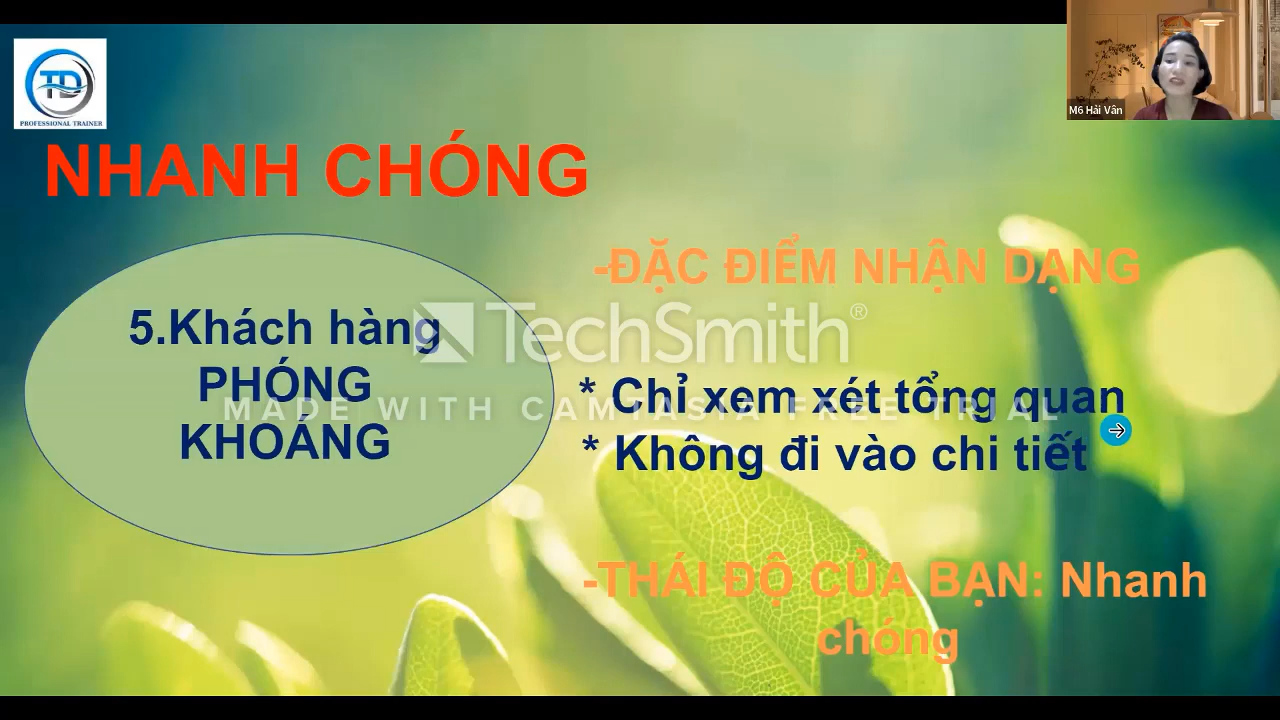 TD
PROFESSIONAL TRAINER
M6 Hải Vân
NHANH CHÓNG
5.Khách hàng
PHÓNG
KHOÁNG
-ĐẶC ĐIỂM NHẬN DẠNG
* Chỉ xem xét tổng quan
* Không đi vào chi tiết
-THÁI ĐỘ CỦA BẠN: Nhanh
chóng
TechSmith®
MADE WITH CAMTASIA FREE TRIAL